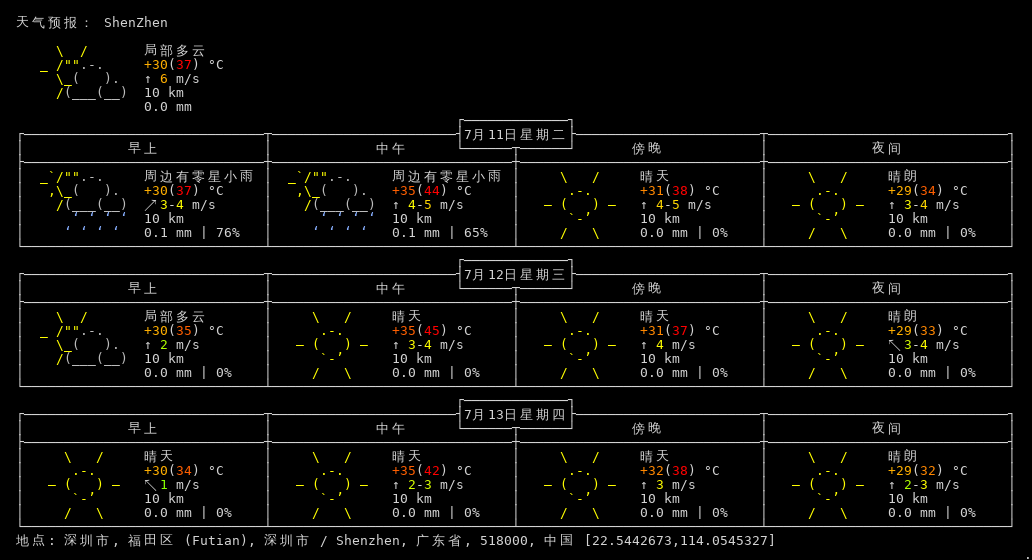 天气预报： ShenZhen
局部多云
+30(37) °C
↑ 6 m/s
10 km
0.0 mm
7月11日星期二
早上 中午 傍晚 夜间
周边有零星小雨 周边有零星小雨 晴天 晴朗
+30(37) °C +35(44) °C +31(38) °C +29(34) °C
↗ 3-4 m/s ↑ 4-5 m/s ↑ 4-5 m/s ↑ 3-4 m/s
10 km 10 km 10 km 10 km
0.1 mm | 76% 0.1 mm | 65% 0.0 mm | 0% 0.0 mm | 0%
7月12日星期三
早上 中午 傍晚 夜间
局部多云 晴天 晴天 晴朗
+30(35) °C +35(45) °C +31(37) °C +29(33) °C
↑ 2 m/s ↑ 3-4 m/s ↑ 4 m/s ↖ 3-4 m/s
10 km 10 km 10 km 10 km
0.0 mm | 0% 0.0 mm | 0% 0.0 mm | 0% 0.0 mm | 0%
7月13日星期四
早上 中午 傍晚 夜间
晴天 晴天 晴天 晴朗
+30(34) °C +35(42) °C +32(38) °C +29(32) °C
↖ 1 m/s ↑ 2-3 m/s ↑ 3 m/s ↑ 2-3 m/s
10 km 10 km 10 km 10 km
0.0 mm | 0% 0.0 mm | 0% 0.0 mm | 0% 0.0 mm | 0%
地点: 深圳市, 福田区 (Futian), 深圳市 / Shenzhen, 广东省, 518000, 中国 [22.5442673,114.0545327]